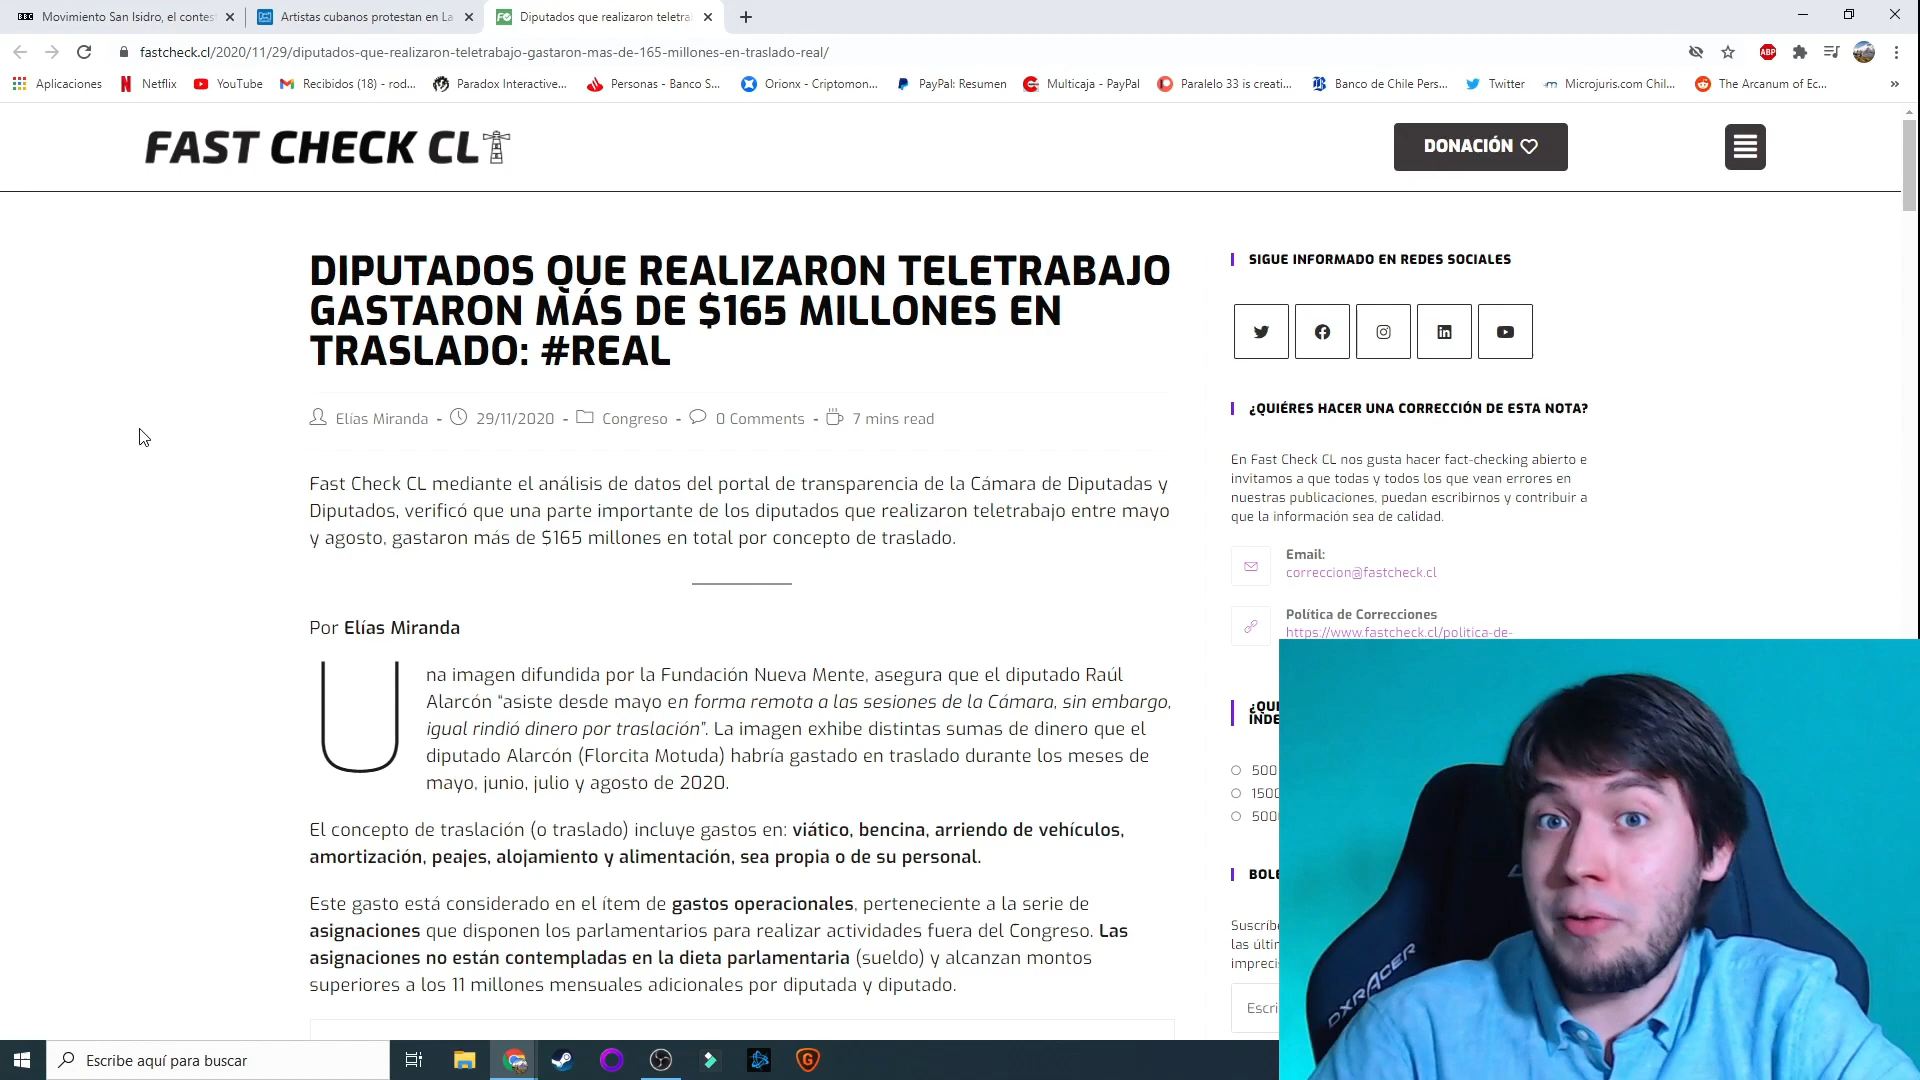 Movimiento San Isidro, el contest
Artistas cubanos protestan en La
Diputados que realizaron teletra
fastcheck.cl/2020/11/29/diputados-que-realizaron-teletrabajo-gastaron-mas-de-165-millones-en-traslado-real/
Aplicaciones
Netflix
YouTube
Recibidos (18) - rod...
Paradox Interactive...
Personas - Banco S...
Orionx - Criptomon...
PayPal: Resumen
Multicaja - PayPal
Paralelo 33 is creati...
Banco de Chile Pers...
Twitter
Microjuris.com Chil...
The Arcanum of Ec...
FAST CHECK CL
DONACIÓN
DIPUTADOS QUE REALIZARON TELETRABAJO
GASTARON MÁS DE $165 MILLONES EN
TRASLADO: #REAL
Elías Miranda - 29/11/2020 - Congreso - 0 Comments - 7 mins read
Fast Check CL mediante el análisis de datos del portal de transparencia de la Cámara de Diputadas y
Diputados, verificó que una parte importante de los diputados que realizaron teletrabajo entre mayo
y agosto, gastaron más de $165 millones en total por concepto de traslado.
Por Elías Miranda
Una imagen difundida por la Fundación Nueva Mente, asegura que el diputado Raúl
Alarcón “asiste desde mayo en forma remota a las sesiones de la Cámara, sin embargo,
igual rindió dinero por traslación”. La imagen exhibe distintas sumas de dinero que el
diputado Alarcón (Florcita Motuda) habría gastado en traslado durante los meses de
mayo, junio, julio y agosto de 2020.
El concepto de traslación (o traslado) incluye gastos en: viático, bencina, arriendo de vehículos,
amortización, peajes, alojamiento y alimentación, sea propia o de su personal.
Este gasto está considerado en el ítem de gastos operacionales, perteneciente a la serie de
asignaciones que disponen los parlamentarios para realizar actividades fuera del Congreso. Las
asignaciones no están contempladas en la dieta parlamentaria (sueldo) y alcanzan montos
superiores a los 11 millones mensuales adicionales por diputada y diputado.
SIGUE INFORMADO EN REDES SOCIALES
¿QUIÉRES HACER UNA CORRECCIÓN DE ESTA NOTA?
En Fast Check CL nos gusta hacer fact-checking abierto e
invitamos a que todas y todos los que vean errores en
nuestras publicaciones, puedan escribirnos y contribuir a
que la información sea de calidad.
Email:
correccion@fastcheck.cl
Política de Correcciones
https://www.fastcheck.cl/politica-de-
¿QUI
INDE
500
1500
500
BOLE
Suscríbe
las últim
impreci
Escri
DXRACER
Escribe aquí para buscar